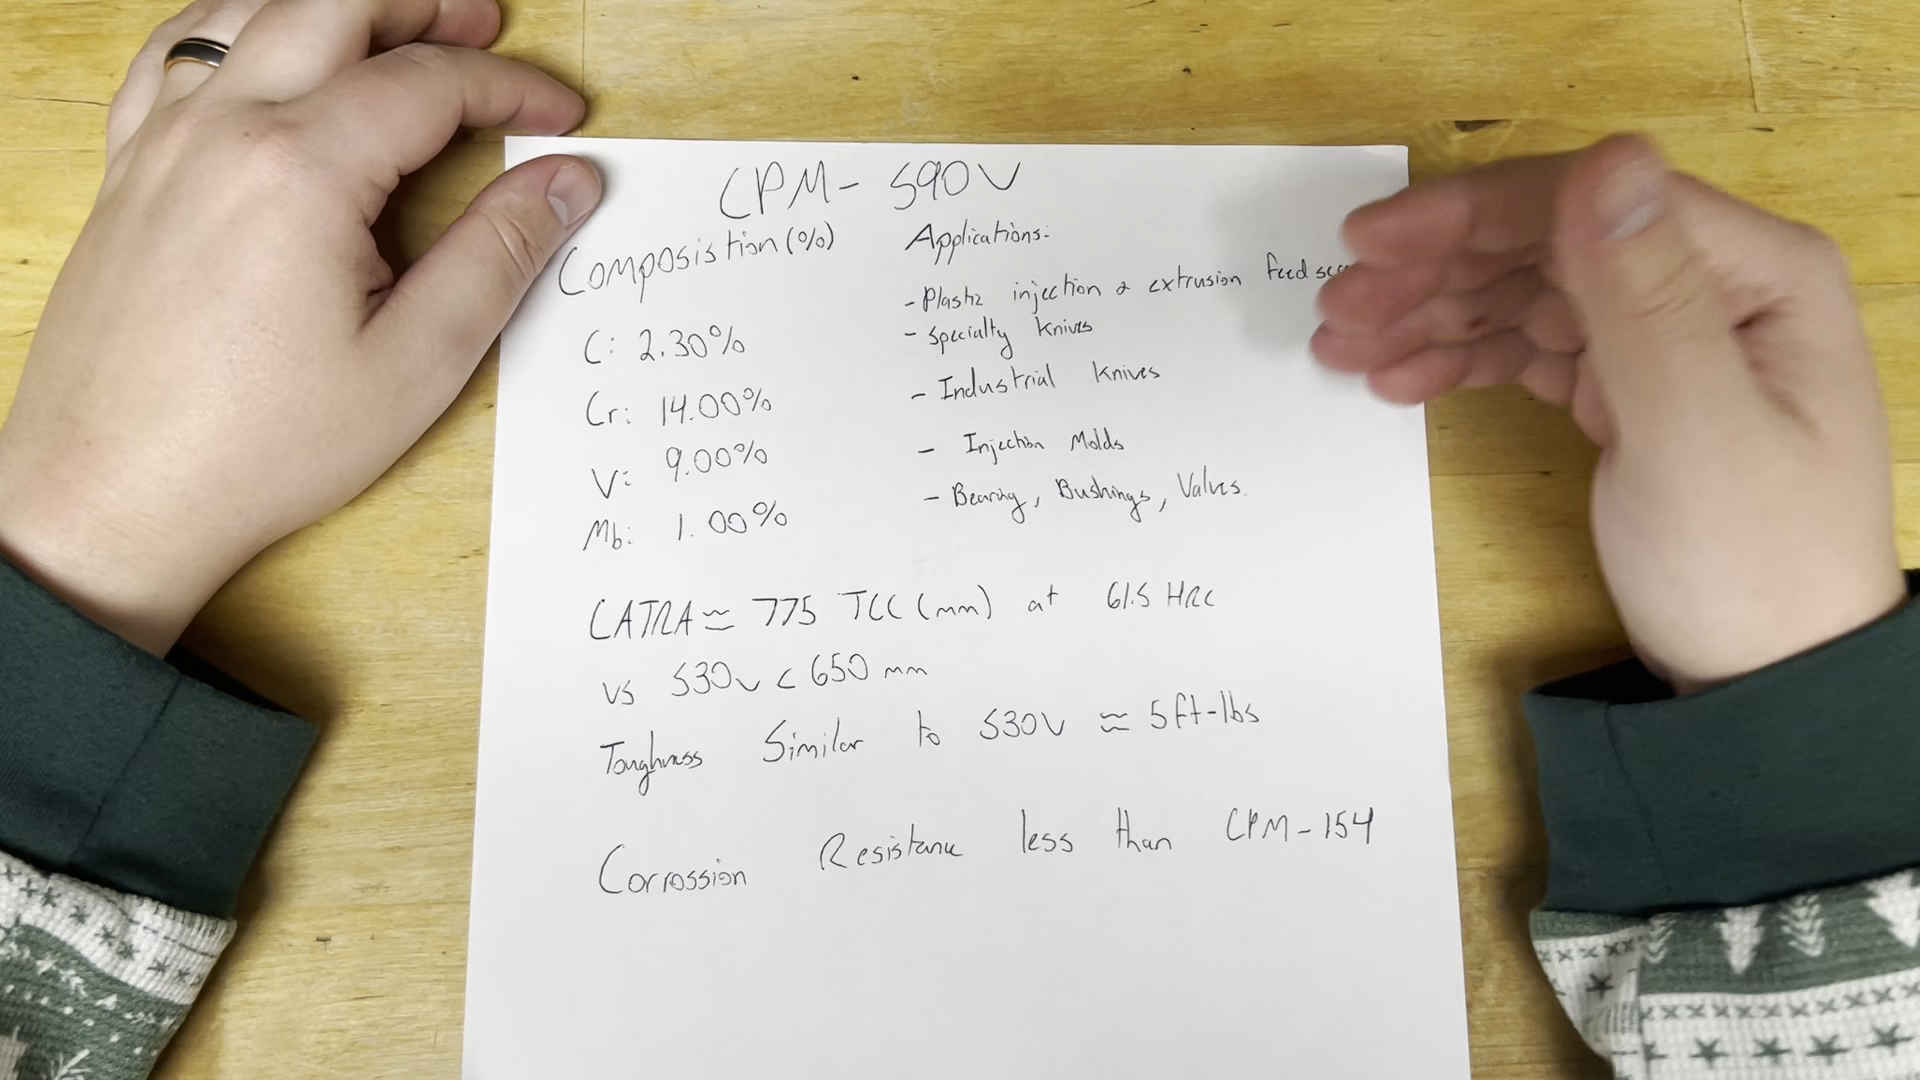 CPM- S90V
Composistion (%)
C: 2.30%
Cr: 14.00%
V: 9.00%
Mb: 1.00%
Applications:
- Plastic injection & extrusion feed
- Specialty Knives
- Industrial Knives
- Injection Molds
- Bearing, Bushings, Valves.
CATRA ≈ 775 TCC (mm) at 61.5 HRC
vs S30V < 650 mm
Toughness Similar to S30V ≈ 5ft-lbs
Corrossion Resistance less than CPM-154